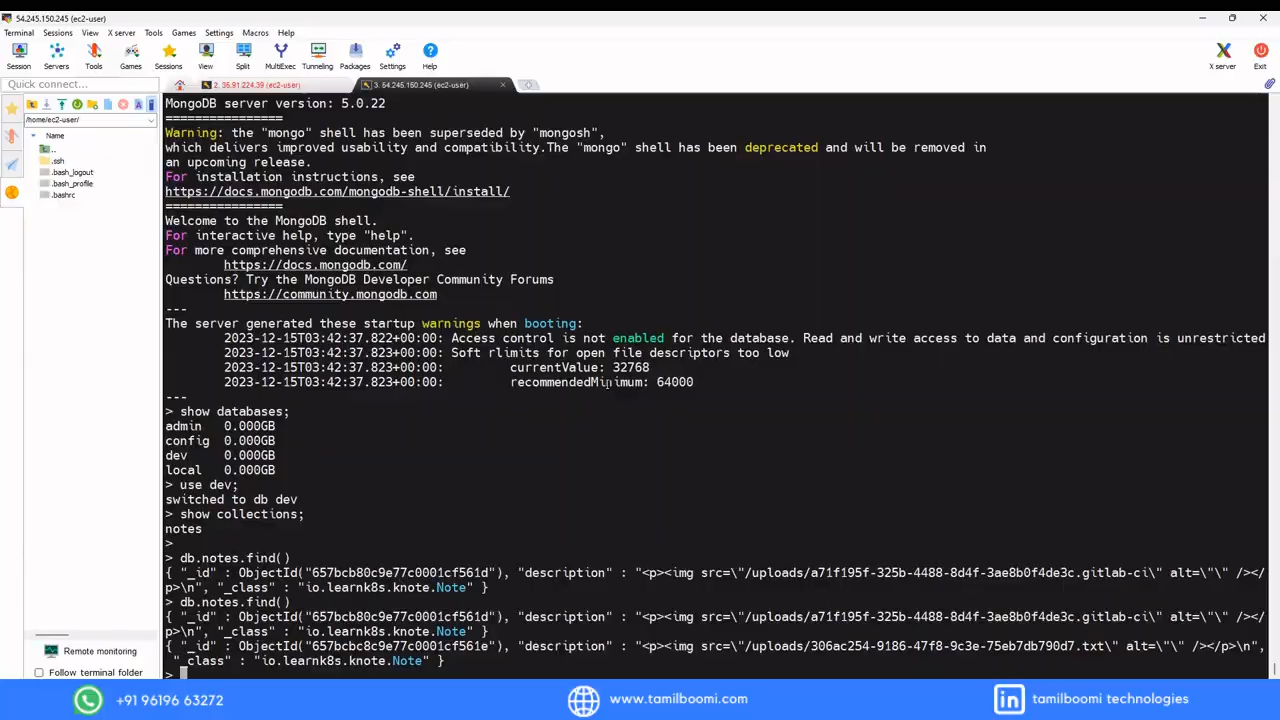 54.245.150.245 (ec2-user)
Terminal Sessions View X server Tools Games Settings Macros Help
Session Servers Tools Games Sessions View Split MultiExec Tunneling Packages Settings Help X server Exit
Quick connect...
2. 35.91.224.39 (ec2-user)
3. 54.245.150.245 (ec2-user)
/home/ec2-user/
Name
..
.ssh
.bash_logout
.bash_profile
.bashrc
Remote monitoring
Follow terminal folder
MongoDB server version: 5.0.22
================
Warning: the "mongo" shell has been superseded by "mongosh",
which delivers improved usability and compatibility.The "mongo" shell has been deprecated and will be removed in
an upcoming release.
For installation instructions, see
https://docs.mongodb.com/mongodb-shell/install/
================
Welcome to the MongoDB shell.
For interactive help, type "help".
For more comprehensive documentation, see
https://docs.mongodb.com/
Questions? Try the MongoDB Developer Community Forums
https://community.mongodb.com
---
The server generated these startup warnings when booting:
2023-12-15T03:42:37.822+00:00: Access control is not enabled for the database. Read and write access to data and configuration is unrestricted
2023-12-15T03:42:37.823+00:00: Soft rlimits for open file descriptors too low
2023-12-15T03:42:37.823+00:00: currentValue: 32768
2023-12-15T03:42:37.823+00:00: recommendedMinimum: 64000
---
> show databases;
admin 0.000GB
config 0.000GB
dev 0.000GB
local 0.000GB
> use dev;
switched to db dev
> show collections;
notes
>
> db.notes.find()
{ "_id" : ObjectId("657bcb80c9e77c0001cf561d"), "description" : "<p><img src=\"/uploads/a71f195f-325b-4488-8d4f-3ae8b0f4de3c.gitlab-ci\" alt=\"\" /></
p>\n", "_class" : "io.learnk8s.knote.Note" }
> db.notes.find()
{ "_id" : ObjectId("657bcb80c9e77c0001cf561d"), "description" : "<p><img src=\"/uploads/a71f195f-325b-4488-8d4f-3ae8b0f4de3c.gitlab-ci\" alt=\"\" /></
p>\n", "_class" : "io.learnk8s.knote.Note" }
{ "_id" : ObjectId("657bcbb4c9e77c0001cf561e"), "description" : "<p><img src=\"/uploads/306ac254-9186-47f8-9c3e-75eb7db790d7.txt\" alt=\"\" /></p>\n",
"_class" : "io.learnk8s.knote.Note" }
>
+91 96196 63272
www.tamilboomi.com
in tamilboomi technologies